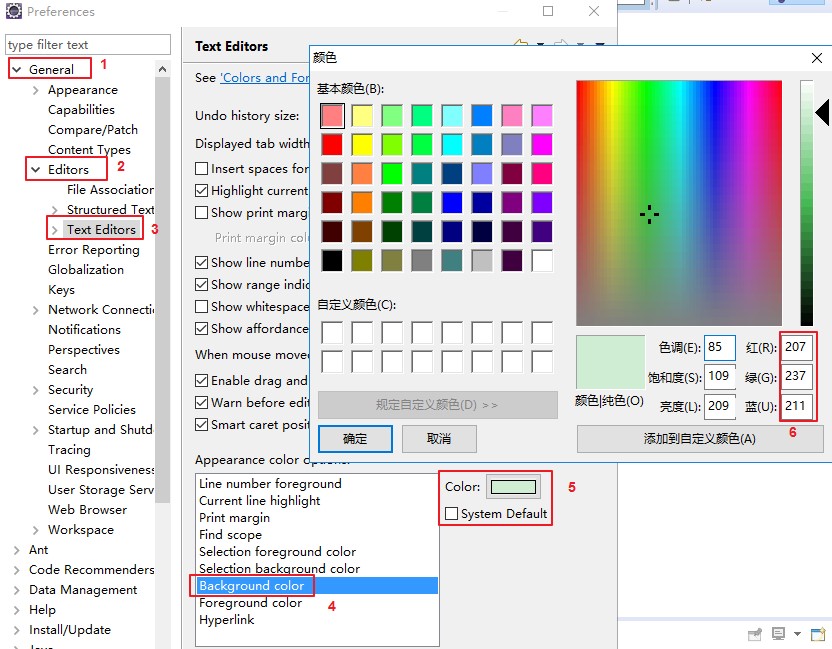 Preferences
type filter text
General
1
Appearance
Capabilities
Compare/Patch
Content Types
Editors
2
File Association
Structured Text
Text Editors
3
Error Reporting
Globalization
Keys
Network Connectio
Notifications
Perspectives
Search
Security
Service Policies
Startup and Shutd
Tracing
UI Responsiveness
User Storage Serv
Web Browser
Workspace
Ant
Code Recommenders
Data Management
Help
Install/Update
Java
Text Editors
See 'Colors and Fon
Undo history size:
Displayed tab width
Insert spaces for
Highlight current
Show print margi
Print margin colu
Show line numbe
Show range indic
Show whitespace
Show affordance
When mouse moved
Enable drag and
Warn before edit
Smart caret posit
Appearance color options:
Line number foreground
Current line highlight
Print margin
Find scope
Selection foreground color
Selection background color
Background color
Foreground color
Hyperlink
4
Color:
System Default
5
颜色
基本颜色(B):
自定义颜色(C):
规定自定义颜色(D) >>
确定
取消
颜色|纯色(O)
色调(E): 85
红(R): 207
饱和度(S): 109
绿(G): 237
亮度(L): 209
蓝(U): 211
6
添加到自定义颜色(A)